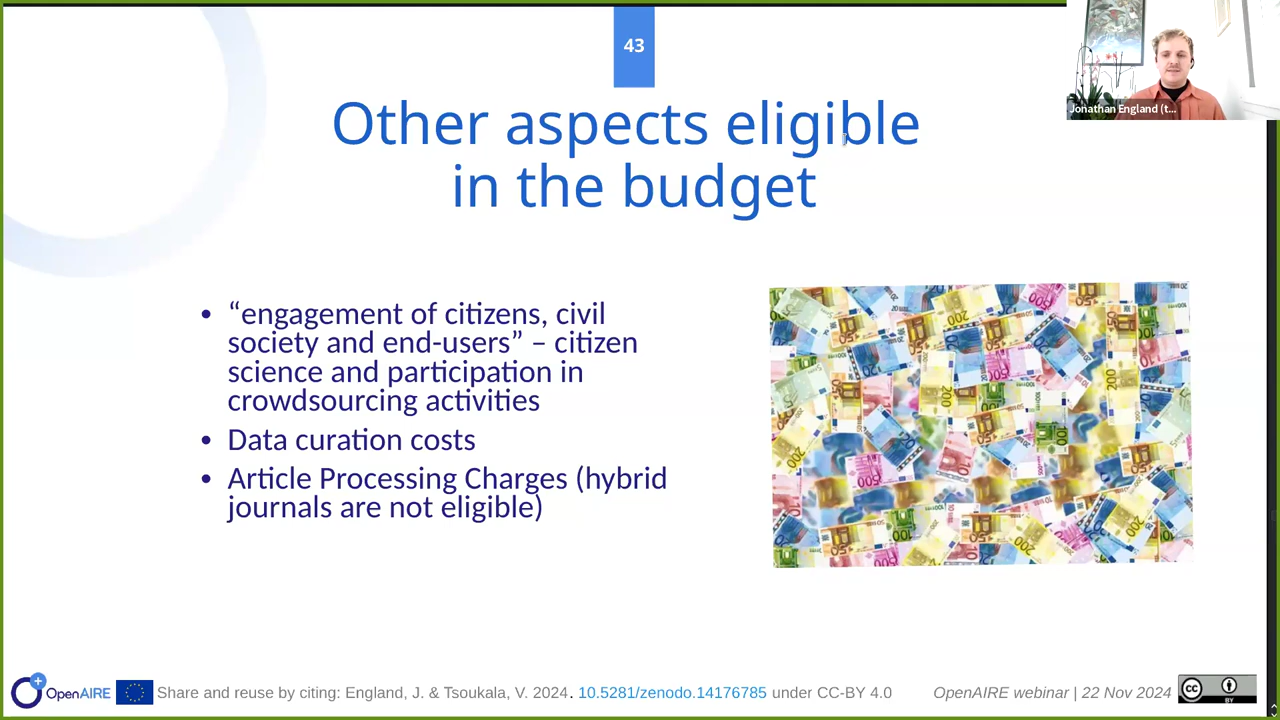 43
Jonathan England (t...
Other aspects eligible
in the budget
• “engagement of citizens, civil
society and end-users” – citizen
science and participation in
crowdsourcing activities
• Data curation costs
• Article Processing Charges (hybrid
journals are not eligible)
OpenAIRE
Share and reuse by citing: England, J. & Tsoukala, V. 2024. 10.5281/zenodo.14176785 under CC-BY 4.0
OpenAIRE webinar | 22 Nov 2024
cc
BY